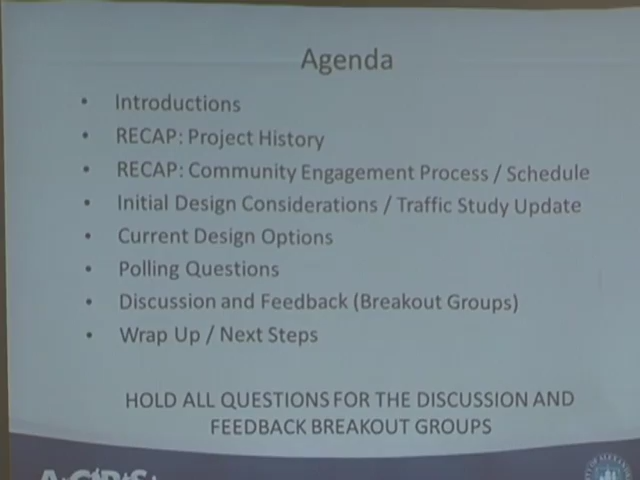 Agenda
• Introductions
• RECAP: Project History
• RECAP: Community Engagement Process / Schedule
• Initial Design Considerations / Traffic Study Update
• Current Design Options
• Polling Questions
• Discussion and Feedback (Breakout Groups)
• Wrap Up / Next Steps
HOLD ALL QUESTIONS FOR THE DISCUSSION AND
FEEDBACK BREAKOUT GROUPS